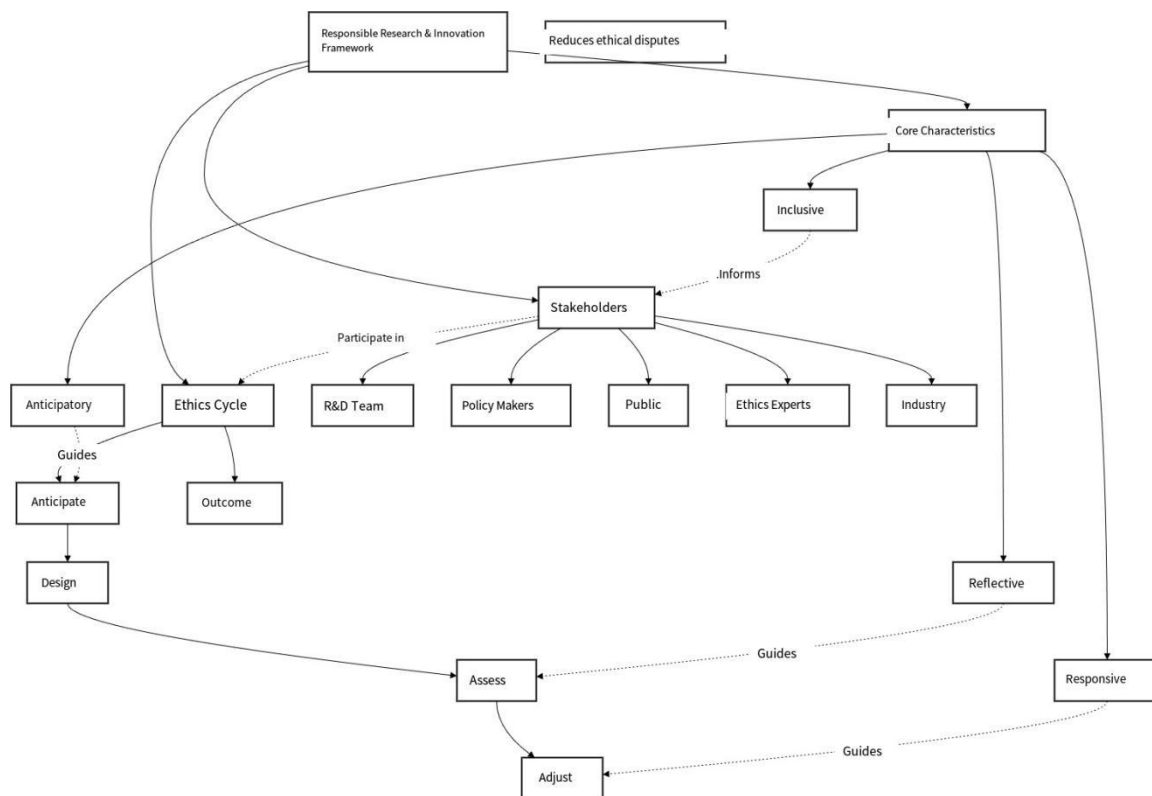 Responsible Research & Innovation
Framework
Reduces ethical disputes
Core Characteristics
Inclusive
.Informs
Stakeholders
Participate in
Anticipatory
Ethics Cycle
R&D Team
Policy Makers
Public
Ethics Experts
Industry
Guides
Anticipate
Outcome
Design
Reflective
Guides
Assess
Responsive
Guides
Adjust